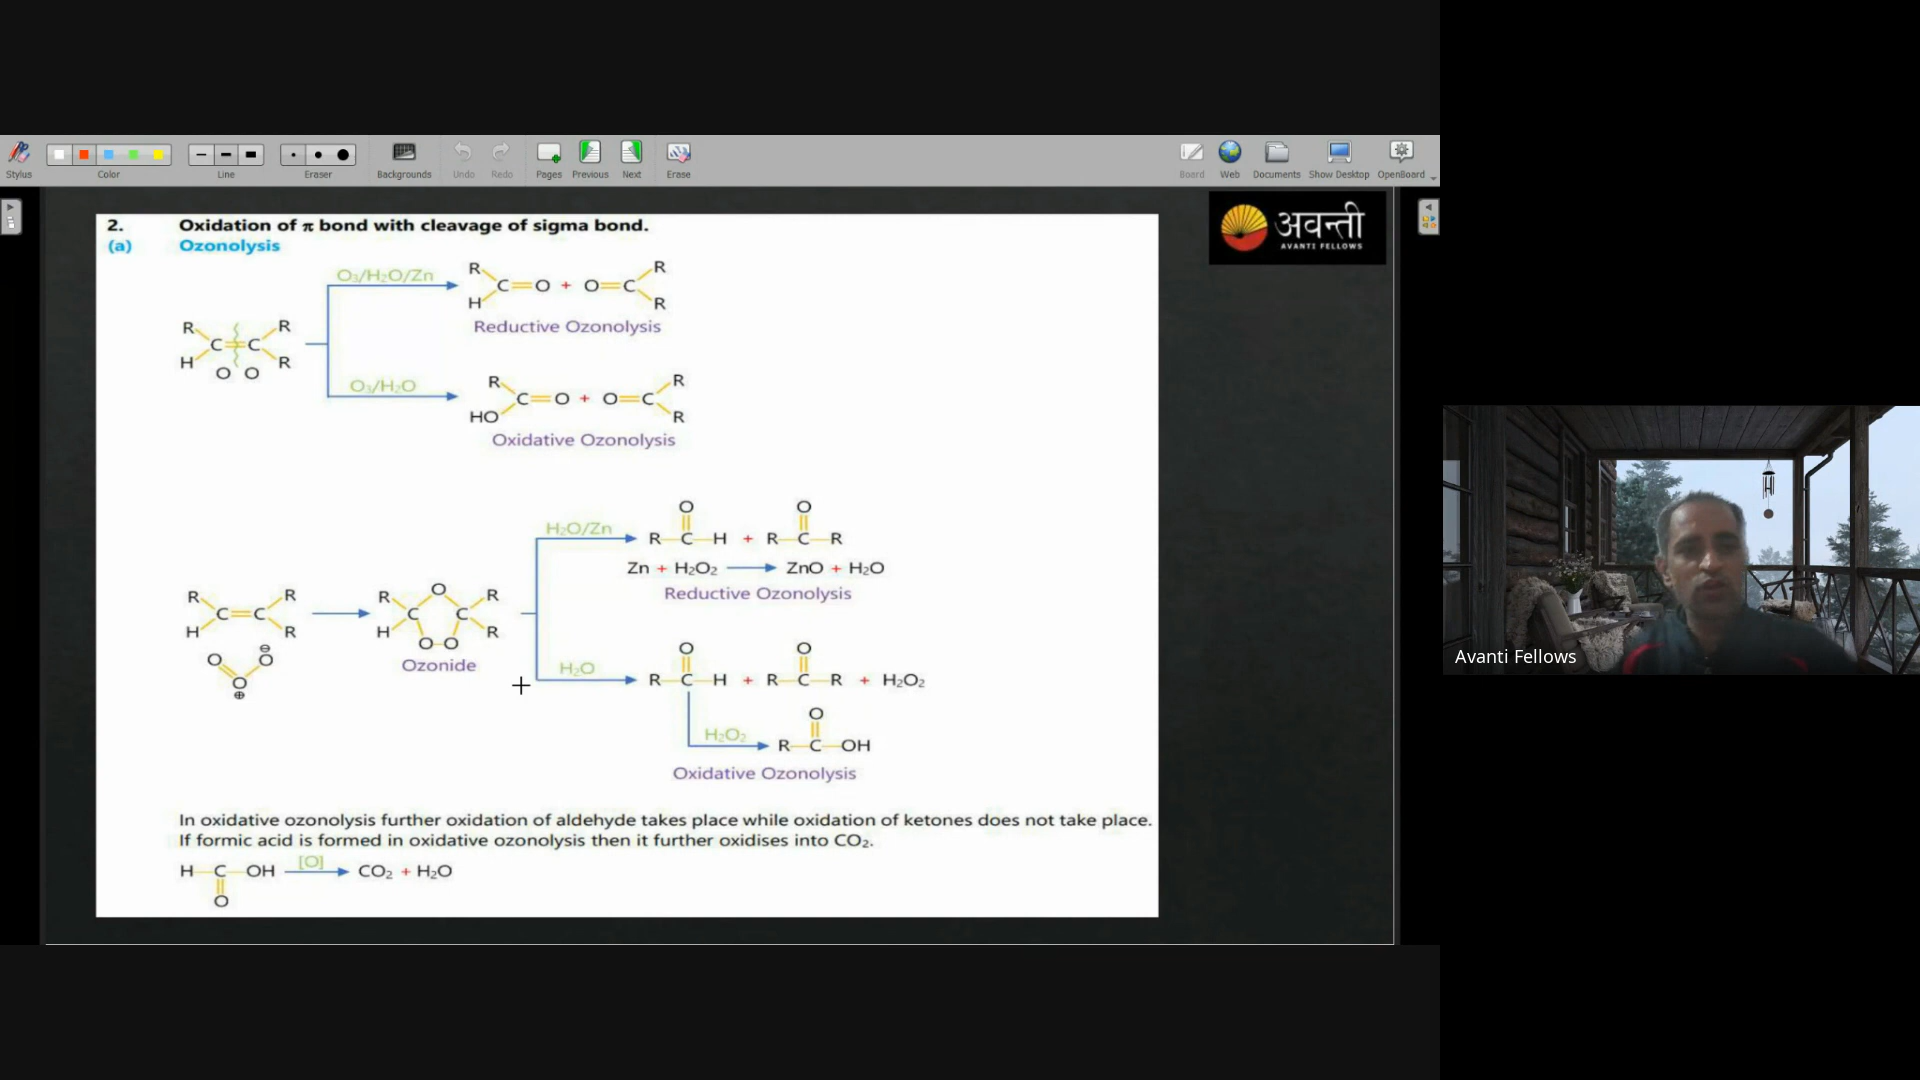 Stylus
Color
Line
Eraser
Backgrounds
Undo
Redo
Pages
Previous
Next
Erase
Board
Web
Documents
Show Desktop
OpenBoard
अवन्ती
AVANTI FELLOWS
2. Oxidation of π bond with cleavage of sigma bond.
(a) Ozonolysis
O₃/H₂O/Zn
R H C=O + O=C R R
Reductive Ozonolysis
R H C=C R R
O O
O₃/H₂O
R HO C=O + O=C R R
Oxidative Ozonolysis
H₂O/Zn
R-C-H + R-C-R
O O
Zn + H₂O₂ ⟶ ZnO + H₂O
Reductive Ozonolysis
R H C=C R R
O O⊖ O⊕
R H C O C R R
O-O
Ozonide
H₂O
O O
R-C-H + R-C-R + H₂O₂
H₂O₂
O
R-C-OH
Oxidative Ozonolysis
In oxidative ozonolysis further oxidation of aldehyde takes place while oxidation of ketones does not take place.
If formic acid is formed in oxidative ozonolysis then it further oxidises into CO₂.
H-C-OH [O] ⟶ CO₂ + H₂O
O
Avanti Fellows